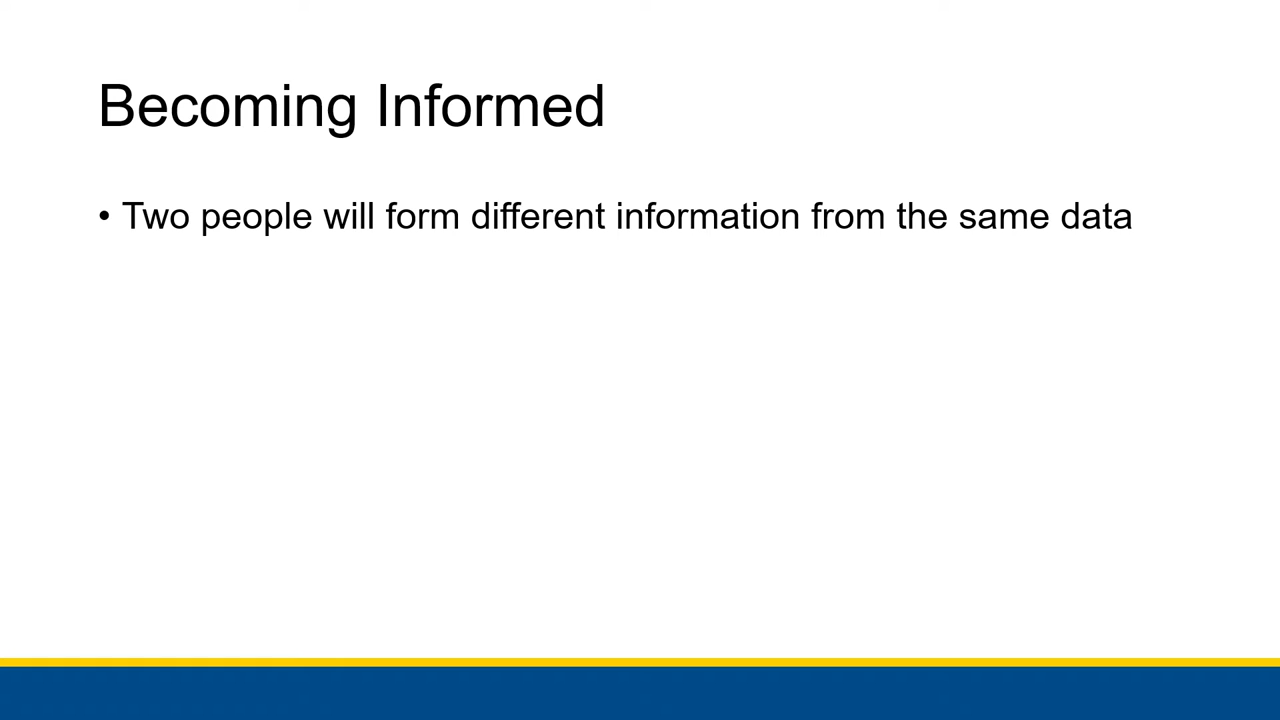 Becoming Informed
• Two people will form different information from the same data